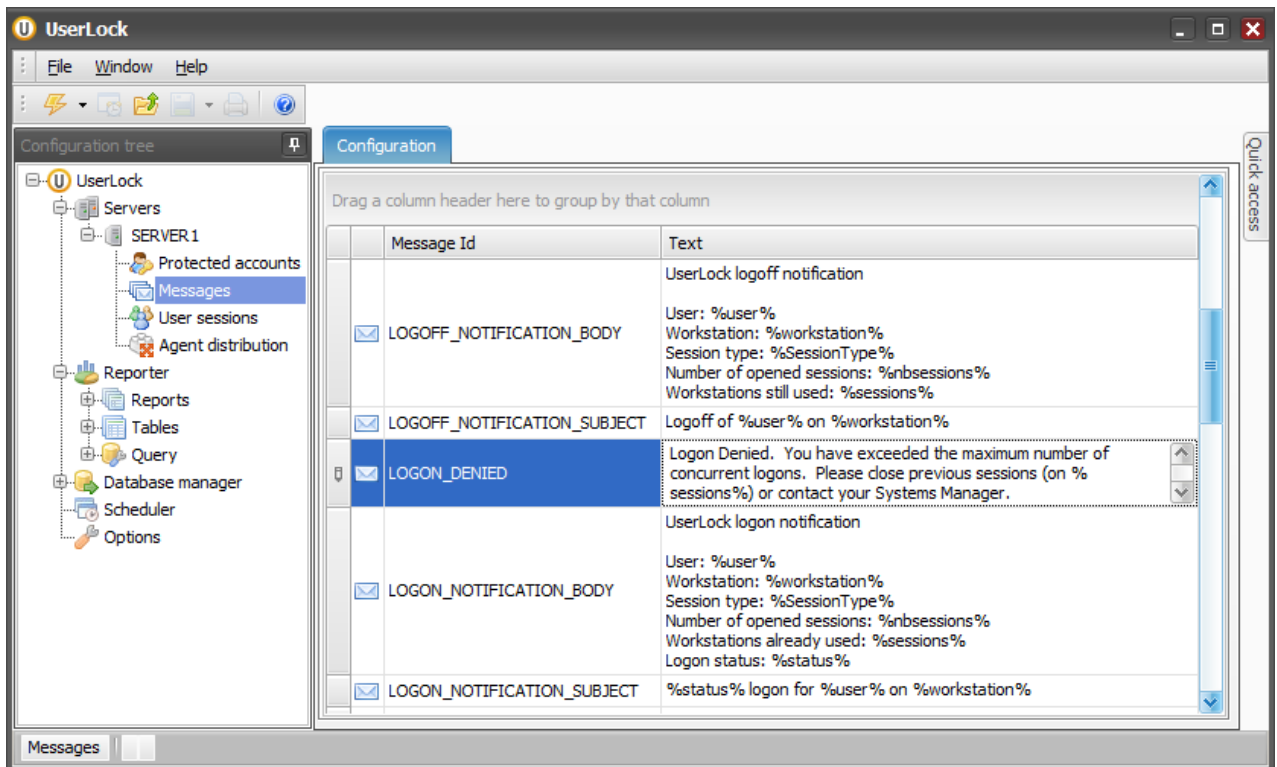 UserLock
File Window Help
Configuration tree
UserLock
Servers
SERVER1
Protected accounts
Messages
User sessions
Agent distribution
Reporter
Reports
Tables
Query
Database manager
Scheduler
Options
Configuration
Drag a column header here to group by that column
Message Id Text
LOGOFF_NOTIFICATION_BODY
UserLock logoff notification
User: %user%
Workstation: %workstation%
Session type: %SessionType%
Number of opened sessions: %nbsessions%
Workstations still used: %sessions%
LOGOFF_NOTIFICATION_SUBJECT Logoff of %user% on %workstation%
LOGON_DENIED
Logon Denied. You have exceeded the maximum number of
concurrent logons. Please close previous sessions (on %
sessions%) or contact your Systems Manager.
LOGON_NOTIFICATION_BODY
UserLock logon notification
User: %user%
Workstation: %workstation%
Session type: %SessionType%
Number of opened sessions: %nbsessions%
Workstations already used: %sessions%
Logon status: %status%
LOGON_NOTIFICATION_SUBJECT %status% logon for %user% on %workstation%
Quick access
Messages